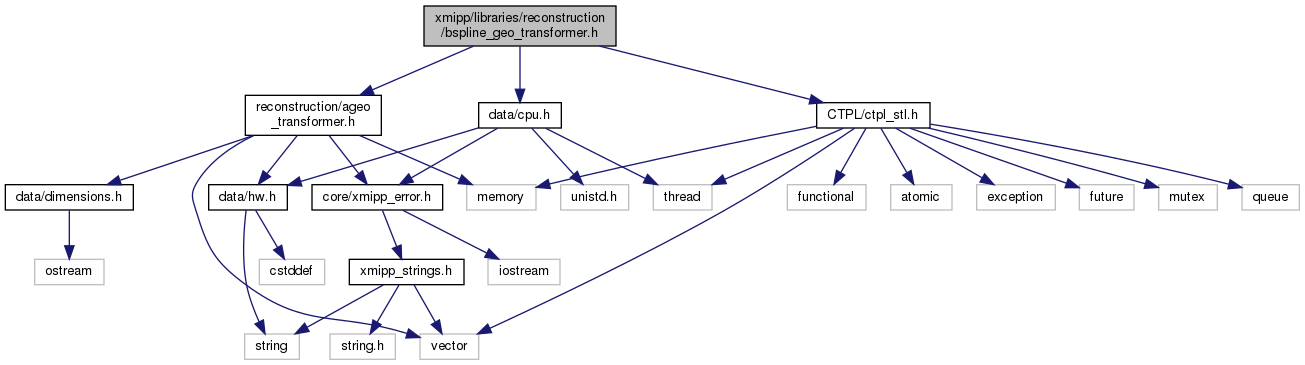 xmipp/libraries/reconstruction
/bspline_geo_transformer.h
reconstruction/ageo
_transformer.h
data/cpu.h
CTPL/ctpl_stl.h
data/dimensions.h
data/hw.h
core/xmipp_error.h
memory
unistd.h
thread
functional
atomic
exception
future
mutex
queue
ostream
cstddef
xmipp_strings.h
iostream
string
string.h
vector